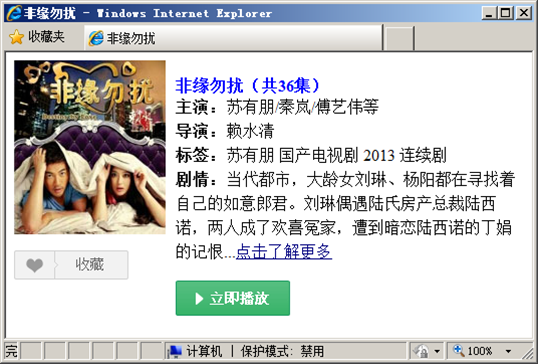 非缘勿扰 - Windows Internet Explorer
收藏夹
非缘勿扰
非缘勿扰
非缘勿扰（共36集）
主演：苏有朋/秦岚/傅艺伟等
导演：赖水清
标签：苏有朋 国产电视剧 2013 连续剧
剧情：当代都市，大龄女刘琳、杨阳都在寻找着
自己的如意郎君。刘琳偶遇陆氏房产总裁陆西
诺，两人成了欢喜冤家，遭到暗恋陆西诺的丁娟
的记恨...点击了解更多
收藏
立即播放
完
计算机 | 保护模式: 禁用
100%